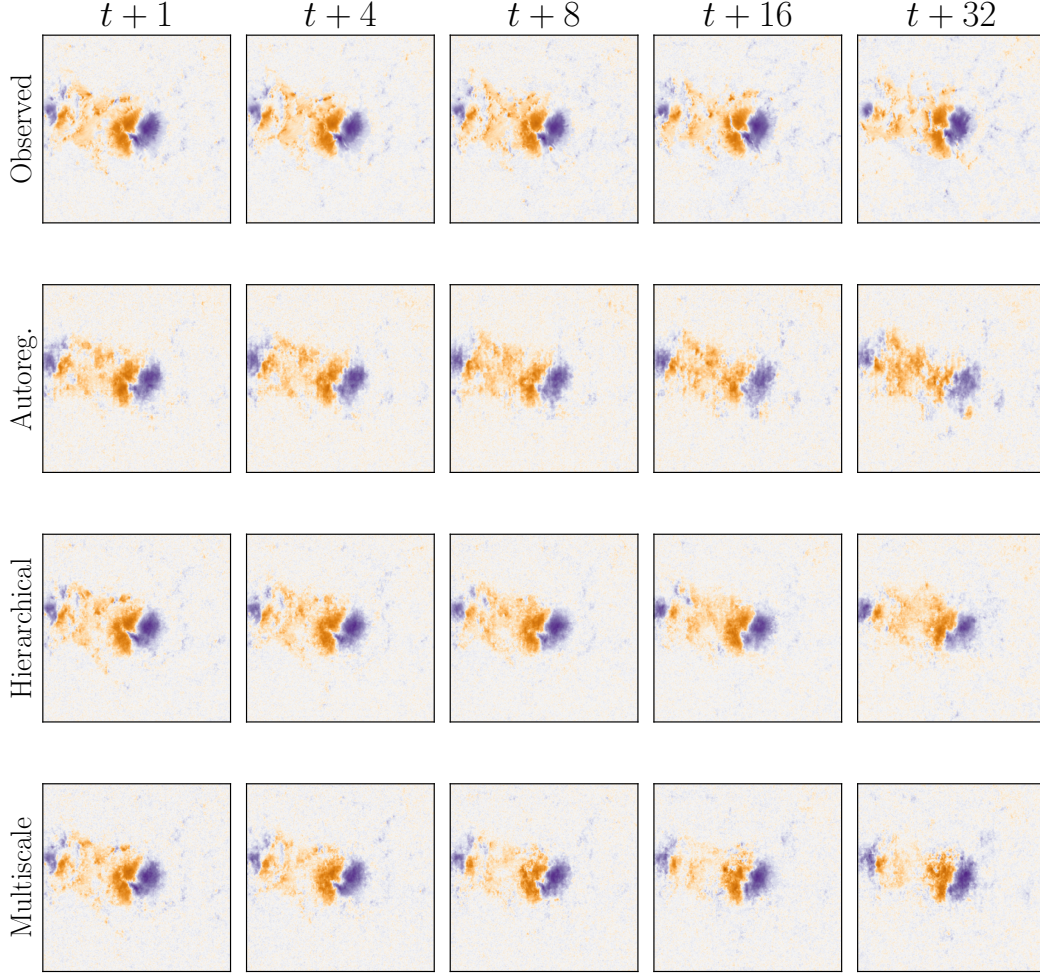 t + 1 t + 4 t + 8 t + 16 t + 32
Observed
Autoreg.
Hierarchical
Multiscale